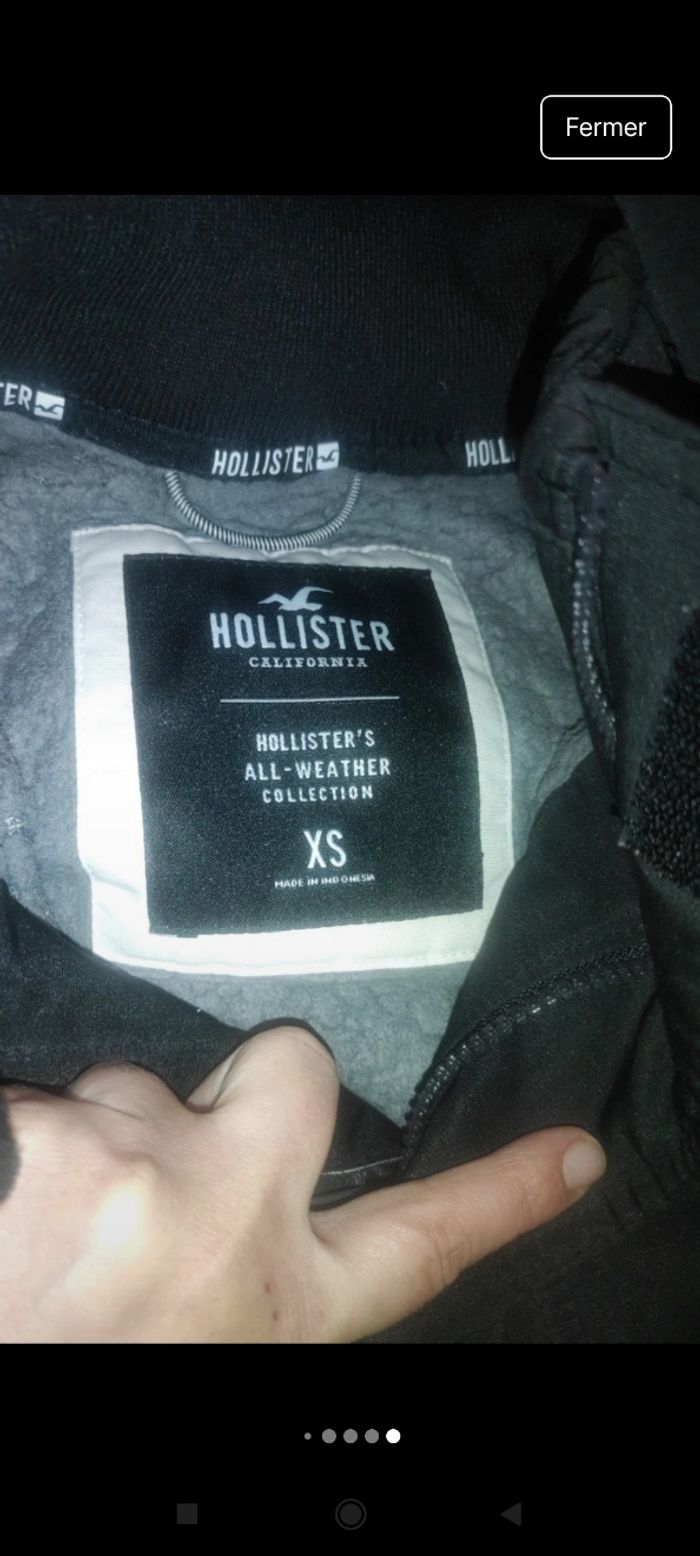 Fermer
TER
HOLLISTER
HOLL
HOLLISTER
CALIFORNIA
HOLLISTER'S
ALL-WEATHER
COLLECTION
XS
MADE IN INDONESIA